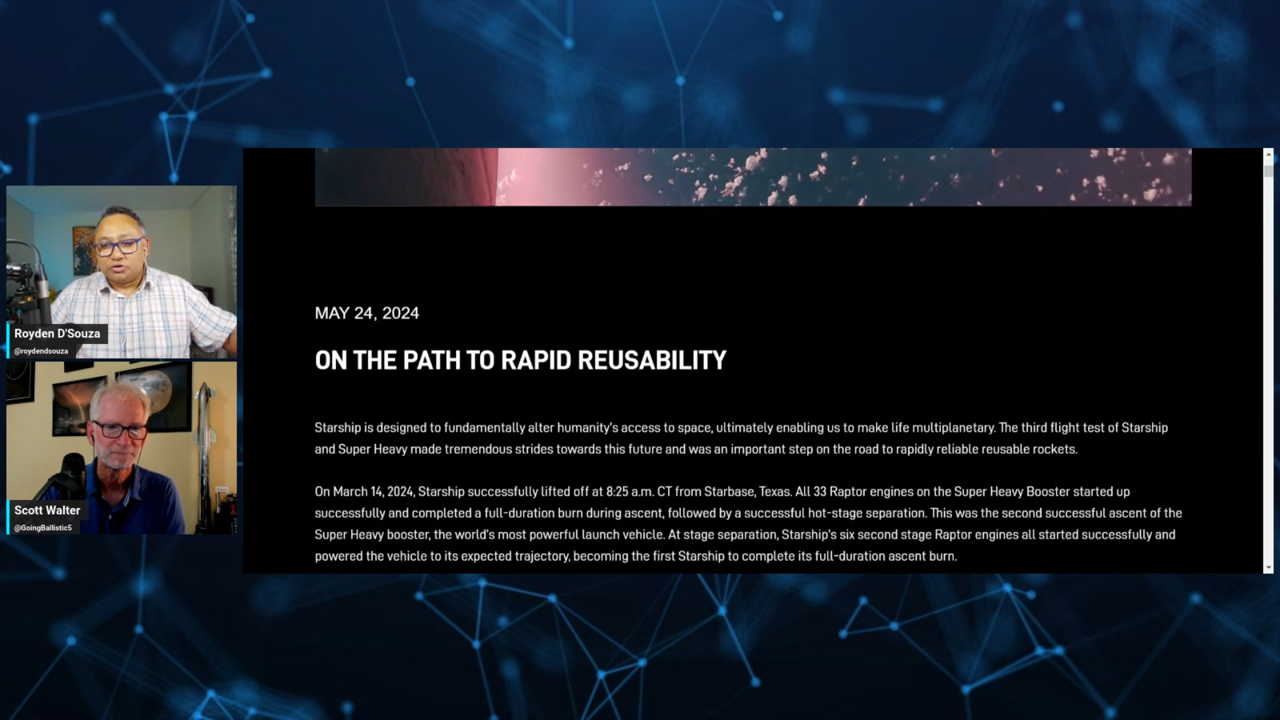 Royden D'Souza
@roydendsouza
Scott Walter
@GoingBallistic5
MAY 24, 2024
ON THE PATH TO RAPID REUSABILITY
Starship is designed to fundamentally alter humanity's access to space, ultimately enabling us to make life multiplanetary. The third flight test of Starship
and Super Heavy made tremendous strides towards this future and was an important step on the road to rapidly reliable reusable rockets.
On March 14, 2024, Starship successfully lifted off at 8:25 a.m. CT from Starbase, Texas. All 33 Raptor engines on the Super Heavy Booster started up
successfully and completed a full-duration burn during ascent, followed by a successful hot-stage separation. This was the second successful ascent of the
Super Heavy booster, the world's most powerful launch vehicle. At stage separation, Starship's six second stage Raptor engines all started successfully and
powered the vehicle to its expected trajectory, becoming the first Starship to complete its full-duration ascent burn.